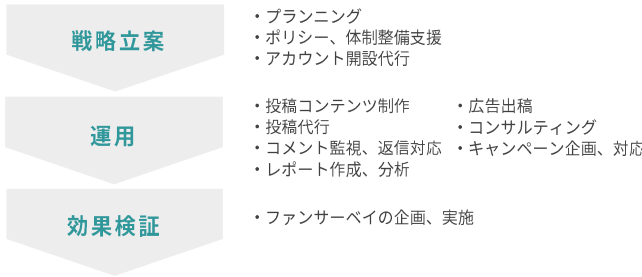 戦略立案
・プランニング
・ポリシー、体制整備支援
・アカウント開設代行
運用
・投稿コンテンツ制作
・投稿代行
・コメント監視、返信対応
・レポート作成、分析
・広告出稿
・コンサルティング
・キャンペーン企画、対応
効果検証
・ファンサーベイの企画、実施